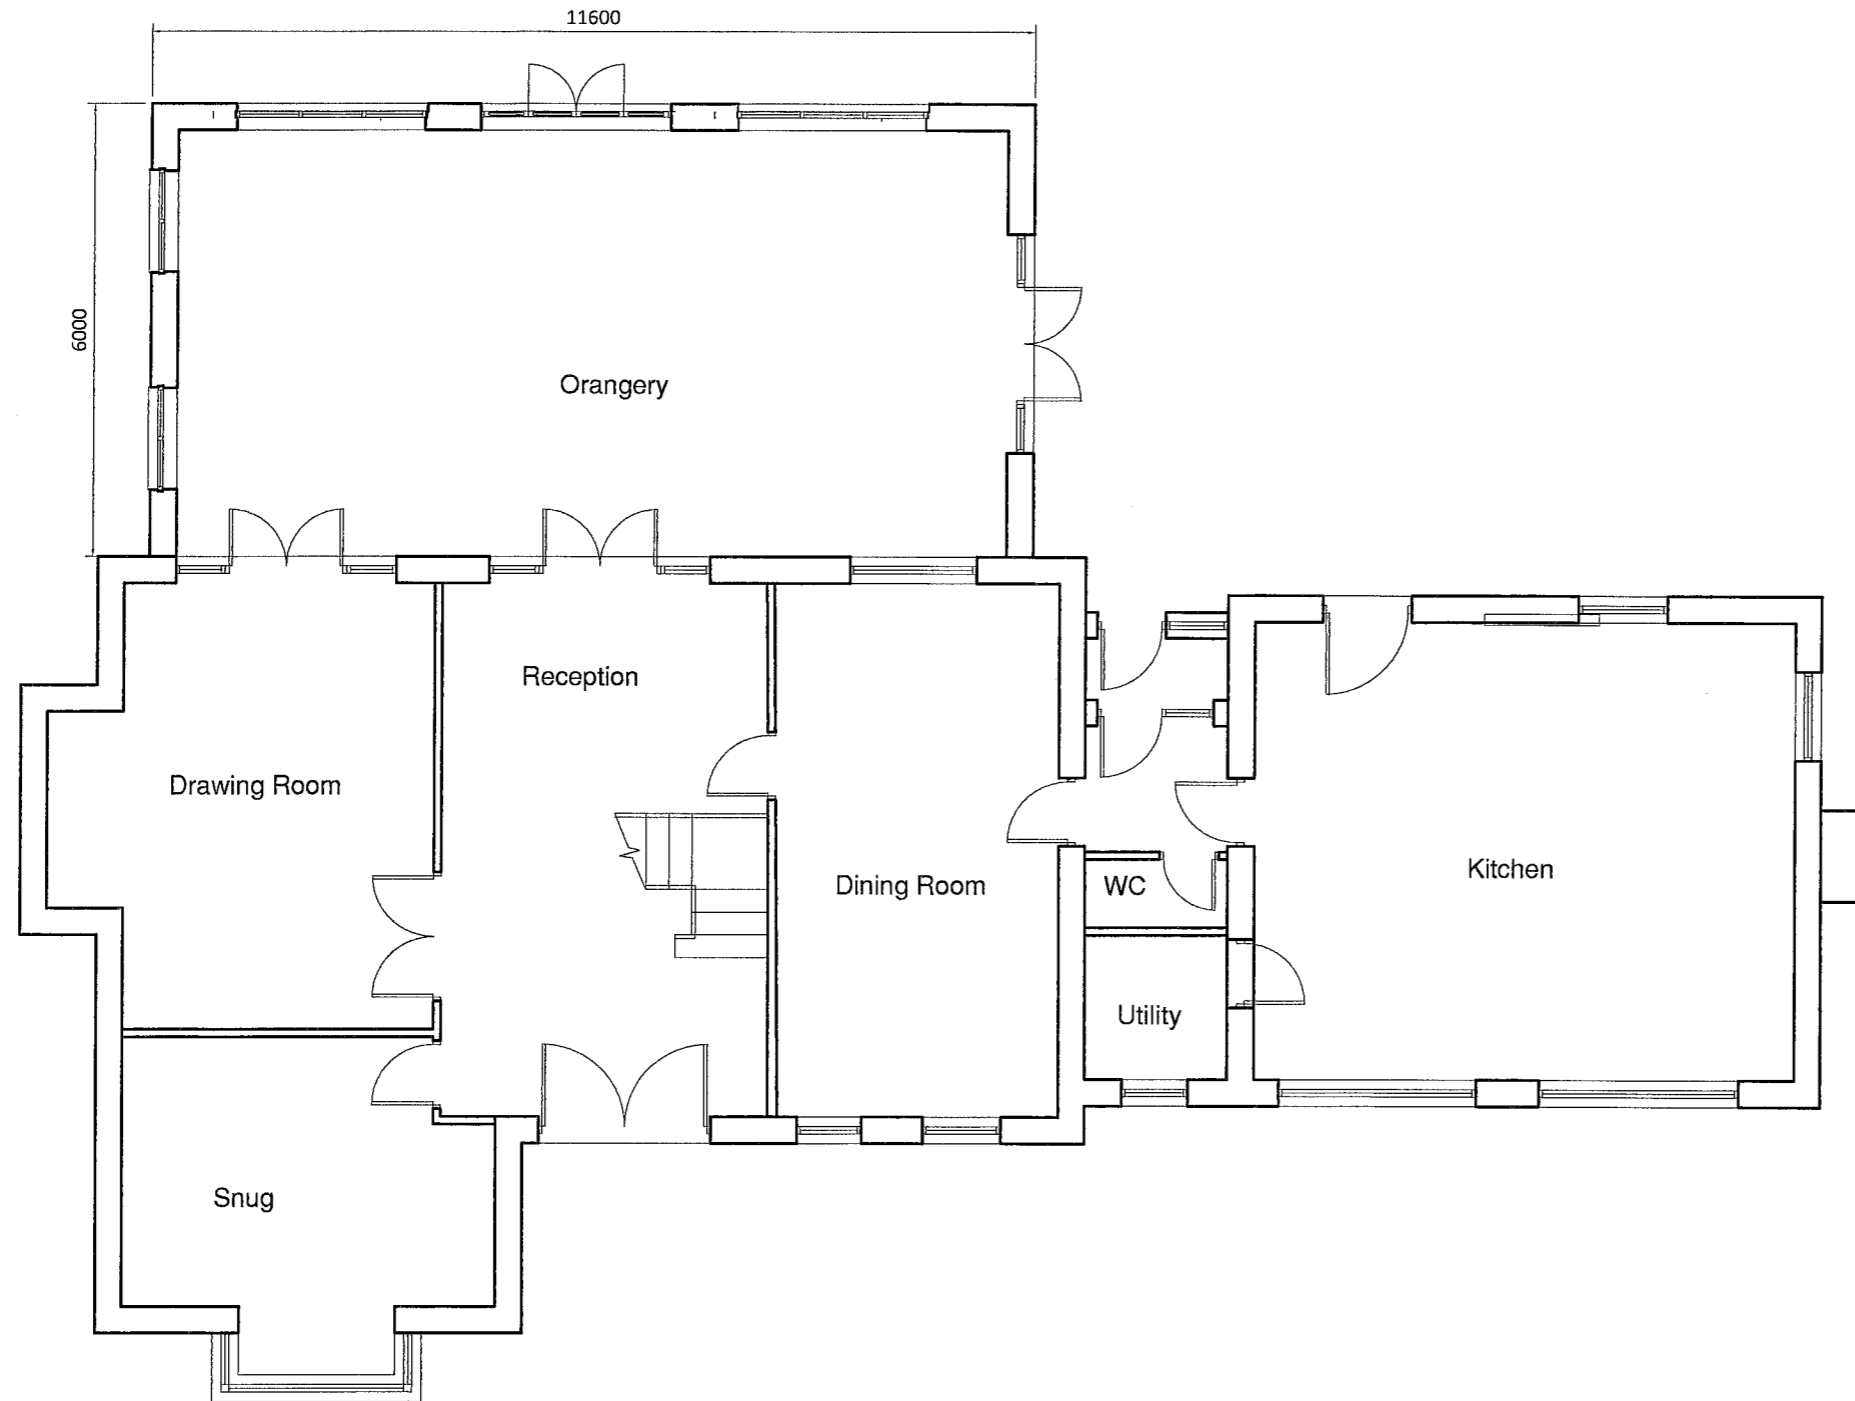 11600
6000
Orangery
Reception
Drawing Room
Dining Room
WC
Kitchen
Utility
Snug